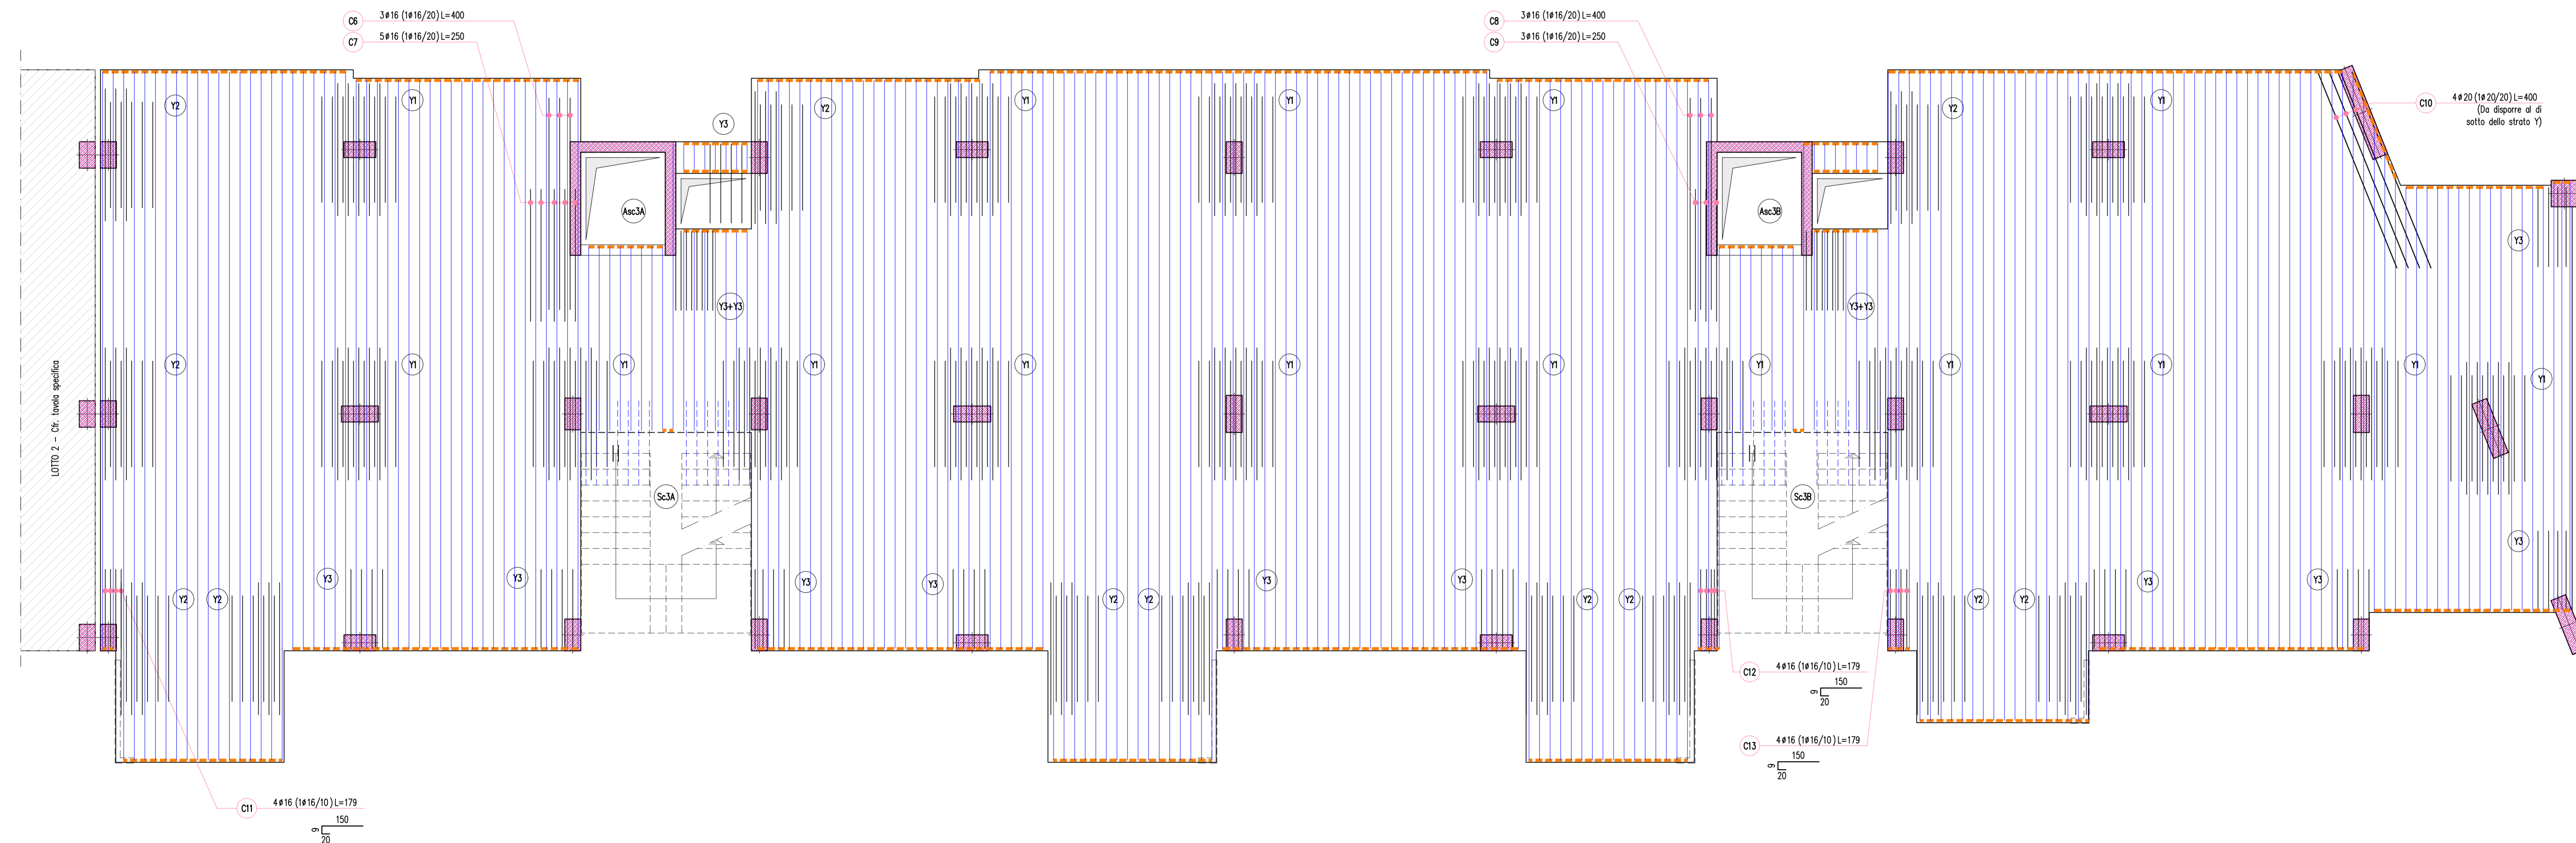 C6 3ø16 (1ø16/20) L=400
C7 5ø16 (1ø16/20) L=250
C8 3ø16 (1ø16/20) L=400
C9 3ø16 (1ø16/20) L=250
C10 4ø20 (1ø20/20) L=400
(Da disporre al di
sotto dello strato Y)
Y2
Y1
Y3
Y2
Y1
Y1
Y1
Y2
Y1
Asc3A
Asc3B
Y3
Y3+Y3
Y3+Y3
LOTTO 2 - Cfr. tavola specifica
Y2
Y1
Y1
Y1
Y1
Y1
Y1
Y1
Y1
Y1
Y1
Y1
Sc3A
Sc3B
Y3
Y2
Y2
Y3
Y3
Y3
Y3
Y2
Y2
Y3
Y3
Y2
Y2
Y2
Y2
Y3
Y3
C12 4ø16 (1ø16/10) L=179
150
9
20
C13 4ø16 (1ø16/10) L=179
150
9
20
C11 4ø16 (1ø16/10) L=179
150
9
20